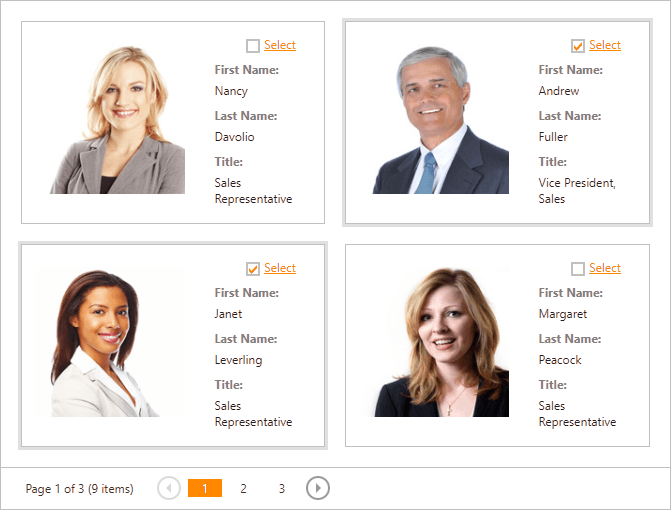 Select
First Name:
Nancy
Last Name:
Davolio
Title:
Sales
Representative
Select
First Name:
Andrew
Last Name:
Fuller
Title:
Vice President,
Sales
Select
First Name:
Janet
Last Name:
Leverling
Title:
Sales
Representative
Select
First Name:
Margaret
Last Name:
Peacock
Title:
Sales
Representative
Page 1 of 3 (9 items) 1 2 3